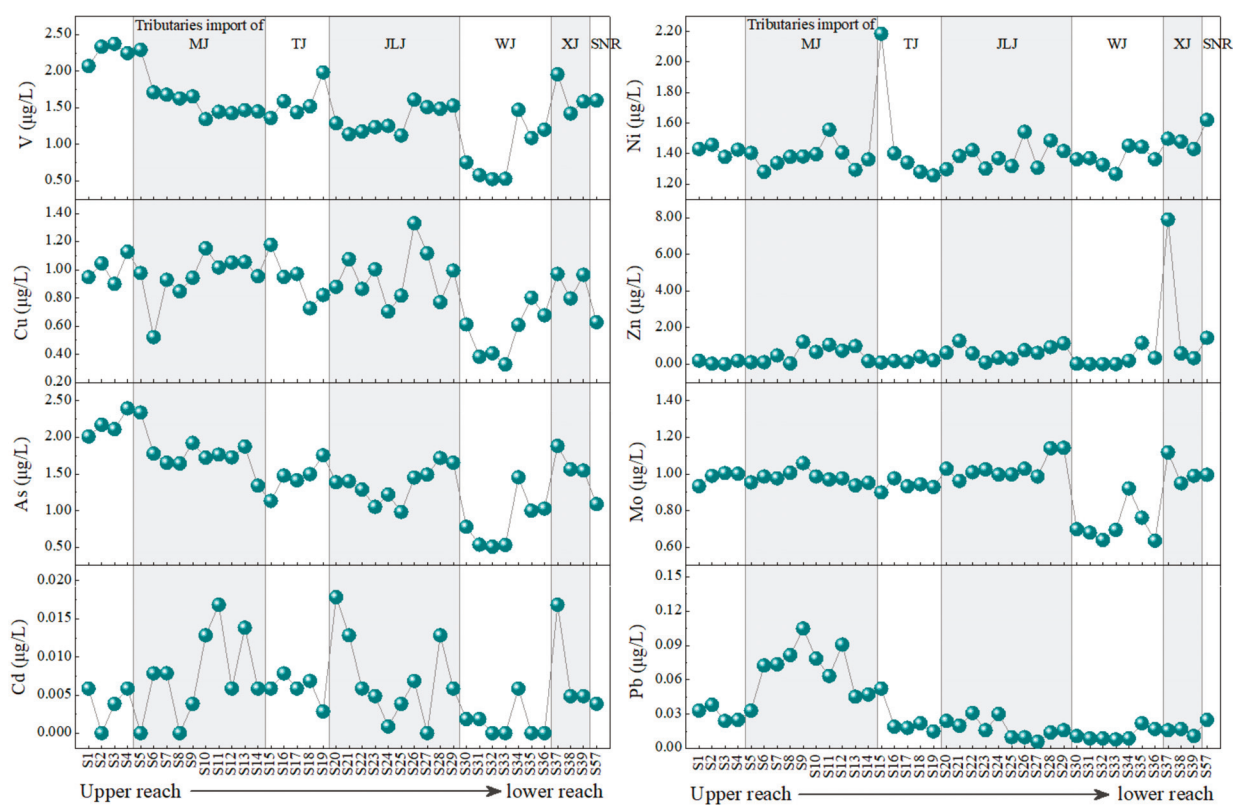 Tributaries import of
MJ TJ JLJ WJ XJ SNR
V (µg/L)
2.50
2.00
1.50
1.00
0.50
Cu (µg/L)
1.40
1.20
1.00
0.80
0.60
0.40
0.20
As (µg/L)
2.50
2.00
1.50
1.00
0.50
Cd (µg/L)
0.020
0.015
0.010
0.005
0.000
S1 S2 S3 S4 S5 S6 S7 S8 S9 S10 S11 S12 S13 S14 S15 S16 S17 S18 S19 S20 S21 S22 S23 S24 S25 S26 S27 S28 S29 S30 S31 S32 S33 S34 S35 S36 S37 S38 S39 S57
Upper reach lower reach
Tributaries import of
MJ TJ JLJ WJ XJ SNR
Ni (µg/L)
2.20
2.00
1.80
1.60
1.40
1.20
Zn (µg/L)
8.00
6.00
4.00
2.00
0.00
Mo (µg/L)
1.40
1.20
1.00
0.80
0.60
Pb (µg/L)
0.15
0.12
0.09
0.06
0.03
0.00
S1 S2 S3 S4 S5 S6 S7 S8 S9 S10 S11 S12 S13 S14 S15 S16 S17 S18 S19 S20 S21 S22 S23 S24 S25 S26 S27 S28 S29 S30 S31 S32 S33 S34 S35 S36 S37 S38 S39 S57
Upper reach lower reach